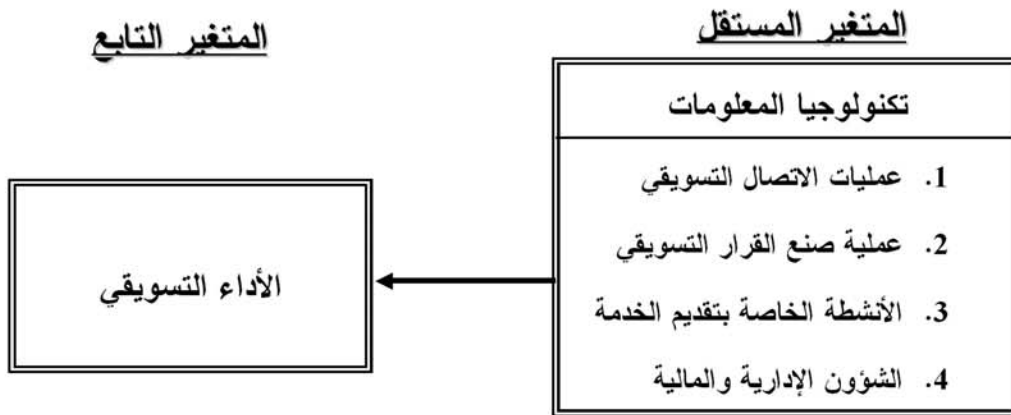 المتغير المستقل
المتغير التابع
تكنولوجيا المعلومات
1. عمليات الاتصال التسويقي
2. عملية صنع القرار التسويقي
3. الأنشطة الخاصة بتقديم الخدمة
4. الشؤون الإدارية والمالية
الأداء التسويقي